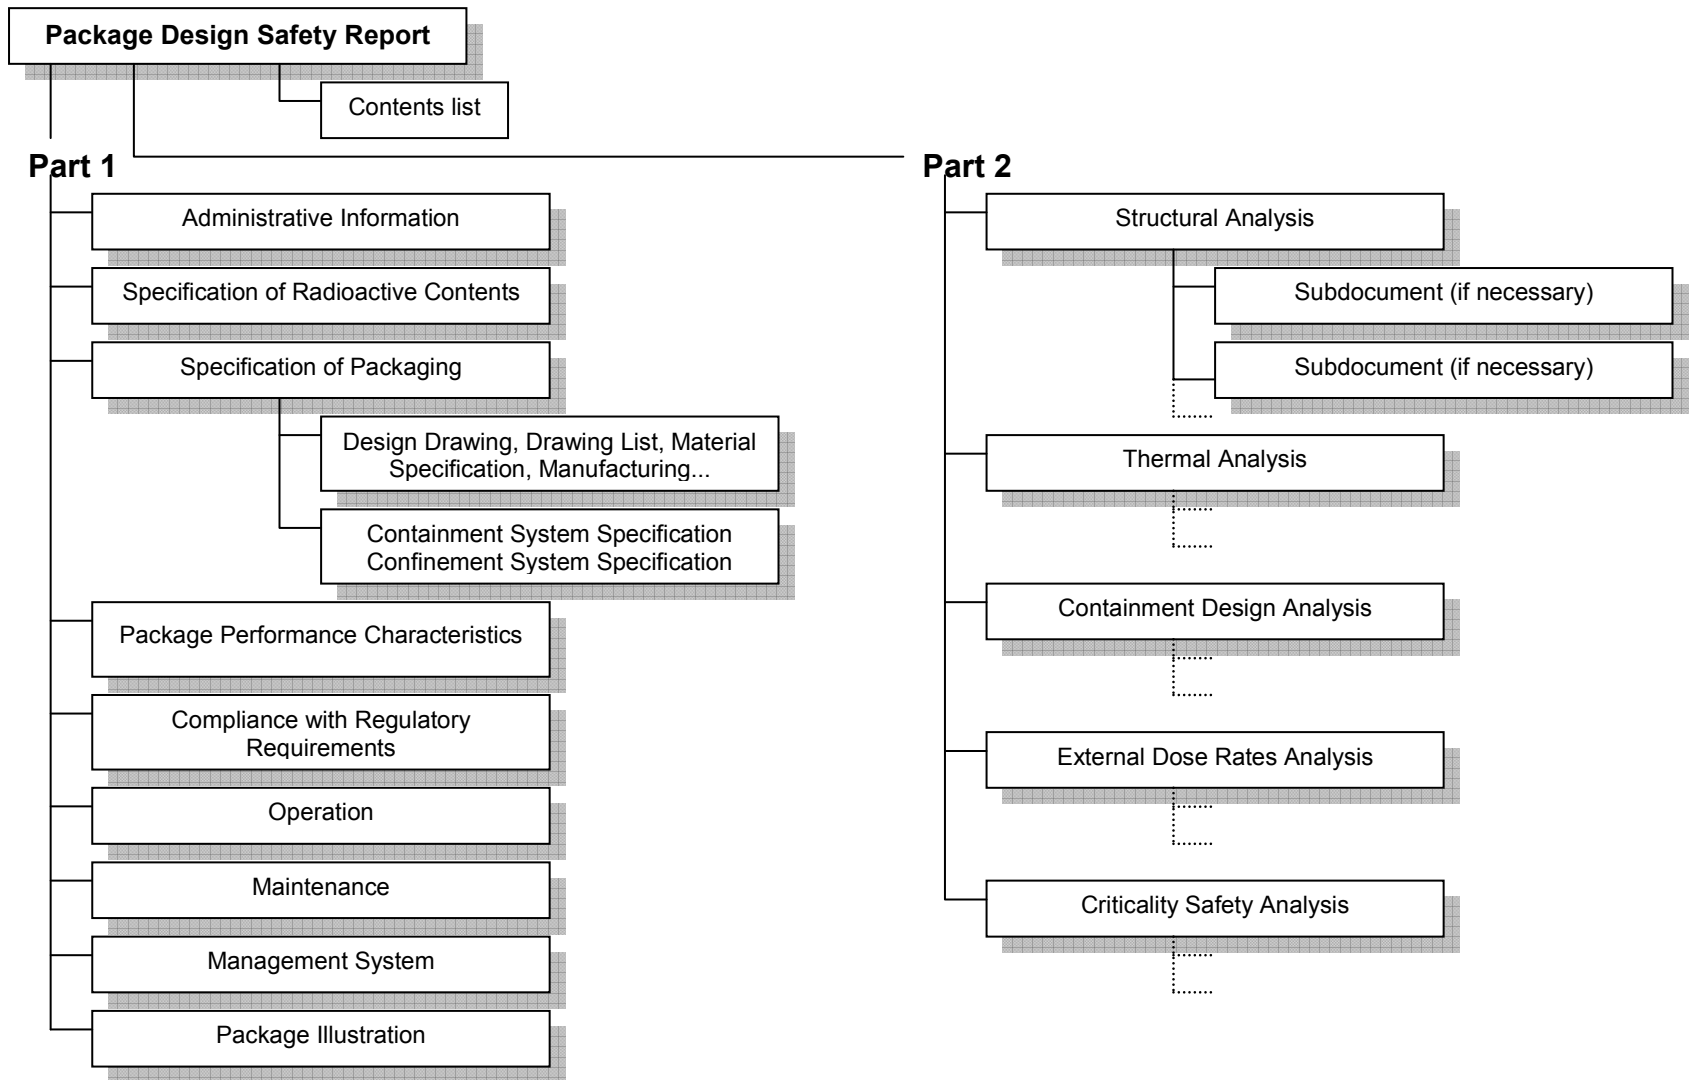 Package Design Safety Report
Contents list
Part 1
Administrative Information
Specification of Radioactive Contents
Specification of Packaging
Design Drawing, Drawing List, Material
Specification, Manufacturing...
Containment System Specification
Confinement System Specification
Package Performance Characteristics
Compliance with Regulatory
Requirements
Operation
Maintenance
Management System
Package Illustration
Part 2
Structural Analysis
Subdocument (if necessary)
Subdocument (if necessary)
Thermal Analysis
Containment Design Analysis
External Dose Rates Analysis
Criticality Safety Analysis